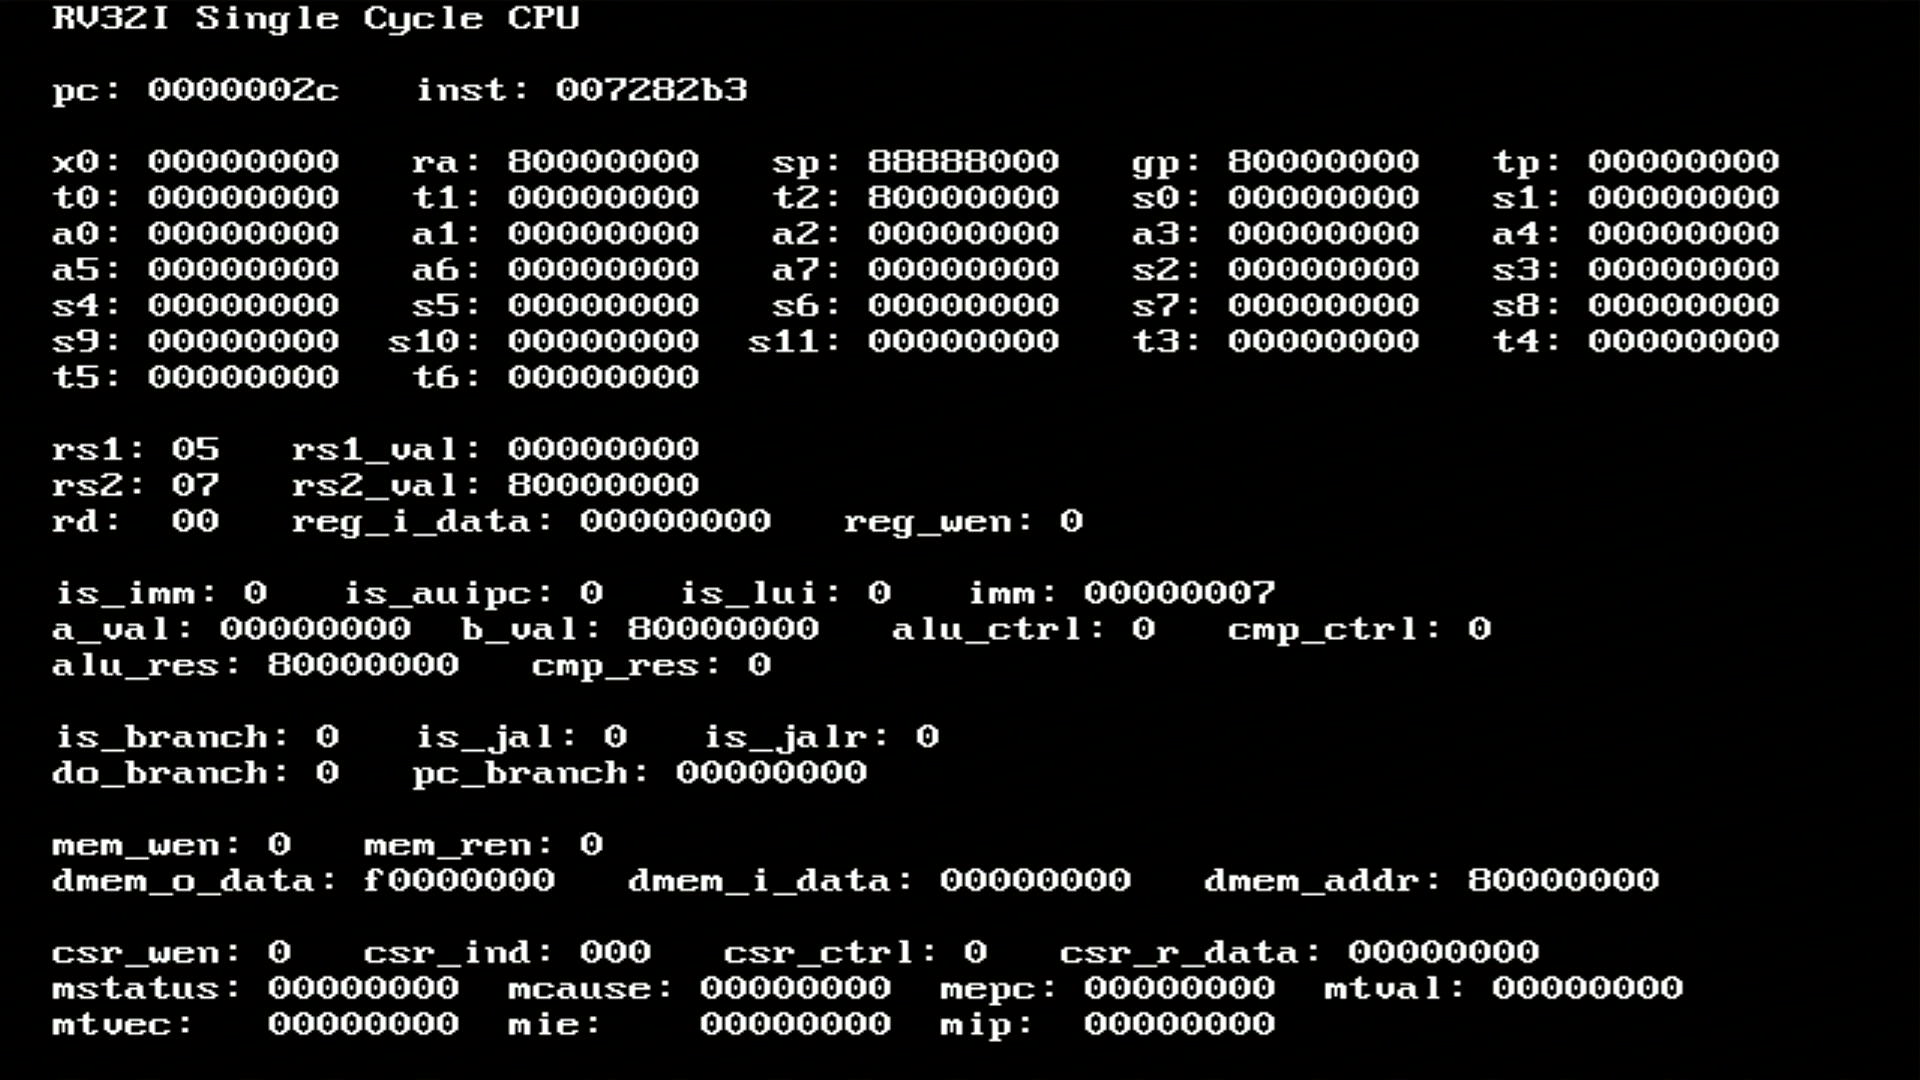 RV32I Single Cycle CPU
pc: 0000002c inst: 007282b3
x0: 00000000 ra: 80000000 sp: 88888000 gp: 80000000 tp: 00000000
t0: 00000000 t1: 00000000 t2: 80000000 s0: 00000000 s1: 00000000
a0: 00000000 a1: 00000000 a2: 00000000 a3: 00000000 a4: 00000000
a5: 00000000 a6: 00000000 a7: 00000000 s2: 00000000 s3: 00000000
s4: 00000000 s5: 00000000 s6: 00000000 s7: 00000000 s8: 00000000
s9: 00000000 s10: 00000000 s11: 00000000 t3: 00000000 t4: 00000000
t5: 00000000 t6: 00000000
rs1: 05 rs1_val: 00000000
rs2: 07 rs2_val: 80000000
rd: 00 reg_i_data: 00000000 reg_wen: 0
is_imm: 0 is_auipc: 0 is_lui: 0 imm: 00000007
a_val: 00000000 b_val: 80000000 alu_ctrl: 0 cmp_ctrl: 0
alu_res: 80000000 cmp_res: 0
is_branch: 0 is_jal: 0 is_jalr: 0
do_branch: 0 pc_branch: 00000000
mem_wen: 0 mem_ren: 0
dmem_o_data: f0000000 dmem_i_data: 00000000 dmem_addr: 80000000
csr_wen: 0 csr_ind: 000 csr_ctrl: 0 csr_r_data: 00000000
mstatus: 00000000 mcause: 00000000 mepc: 00000000 mtval: 00000000
mtvec: 00000000 mie: 00000000 mip: 00000000